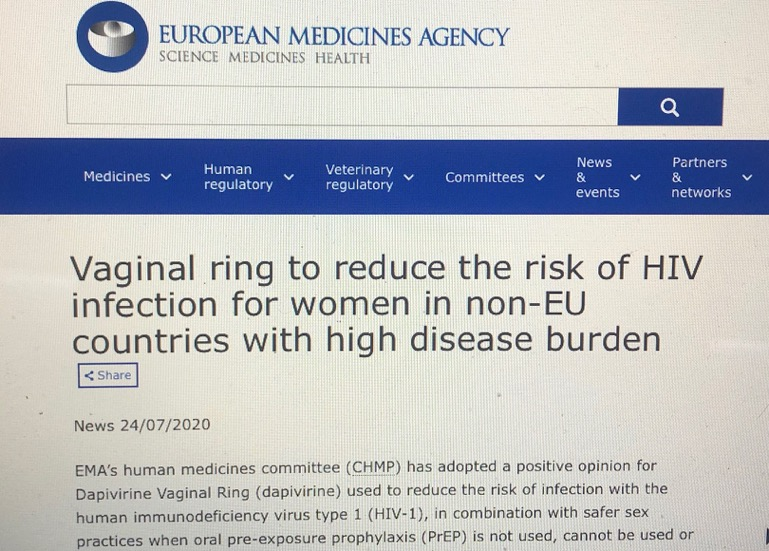 EUROPEAN MEDICINES AGENCY
SCIENCE MEDICINES HEALTH
Medicines
Human
regulatory
Veterinary
regulatory
Committees
News
&
events
Partners
&
networks
Vaginal ring to reduce the risk of HIV
infection for women in non-EU
countries with high disease burden
Share
News 24/07/2020
EMA's human medicines committee (CHMP) has adopted a positive opinion for
Dapivirine Vaginal Ring (dapivirine) used to reduce the risk of infection with the
human immunodeficiency virus type 1 (HIV-1), in combination with safer sex
practices when oral pre-exposure prophylaxis (PrEP) is not used, cannot be used or